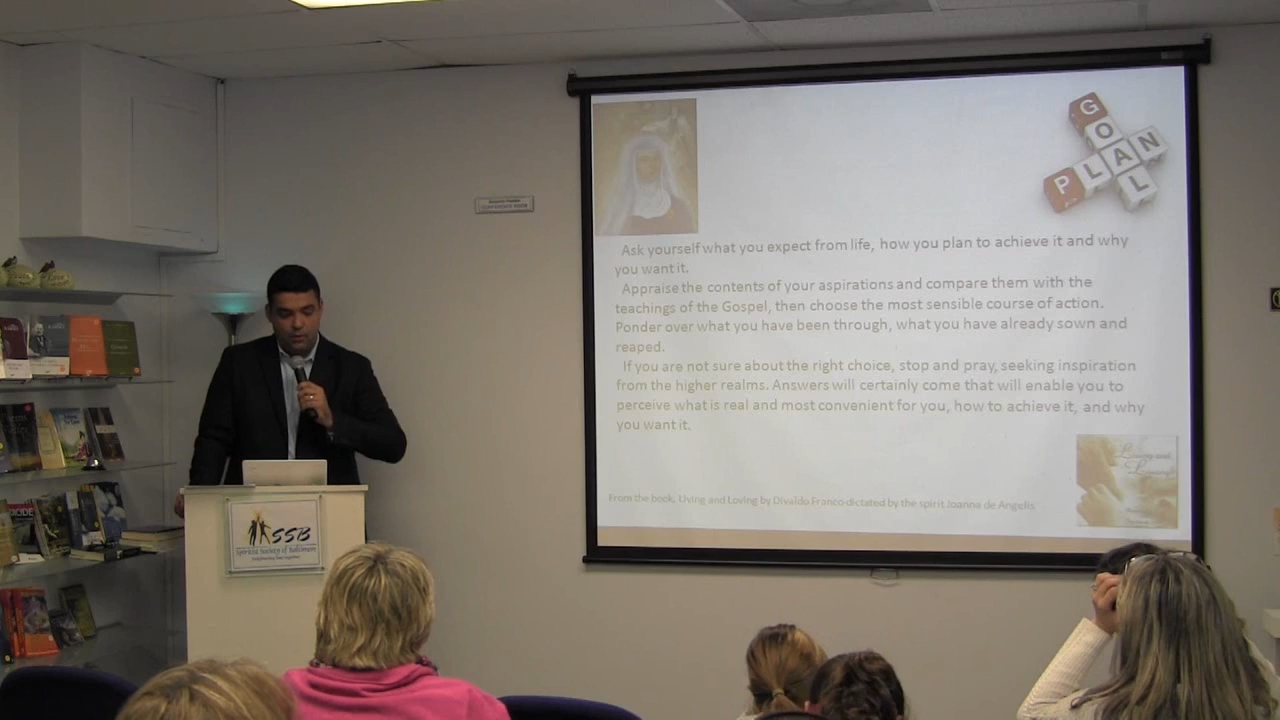 GOAL
PLAN
Ask yourself what you expect from life, how you plan to achieve it and why
you want it.
Appraise the contents of your aspirations and compare them with the
teachings of the Gospel, then choose the most sensible course of action.
Ponder over what you have been through, what you have already sown and
reaped.
If you are not sure about the right choice, stop and pray, seeking inspiration
from the higher realms. Answers will certainly come that will enable you to
perceive what is real and most convenient for you, how to achieve it, and why
you want it.
From the book, Living and Loving by Divaldo Franco dictated by the spirit Joanna de Angelis
CONFERENCE ROOM
SSB
Spiritist Society of Baltimore